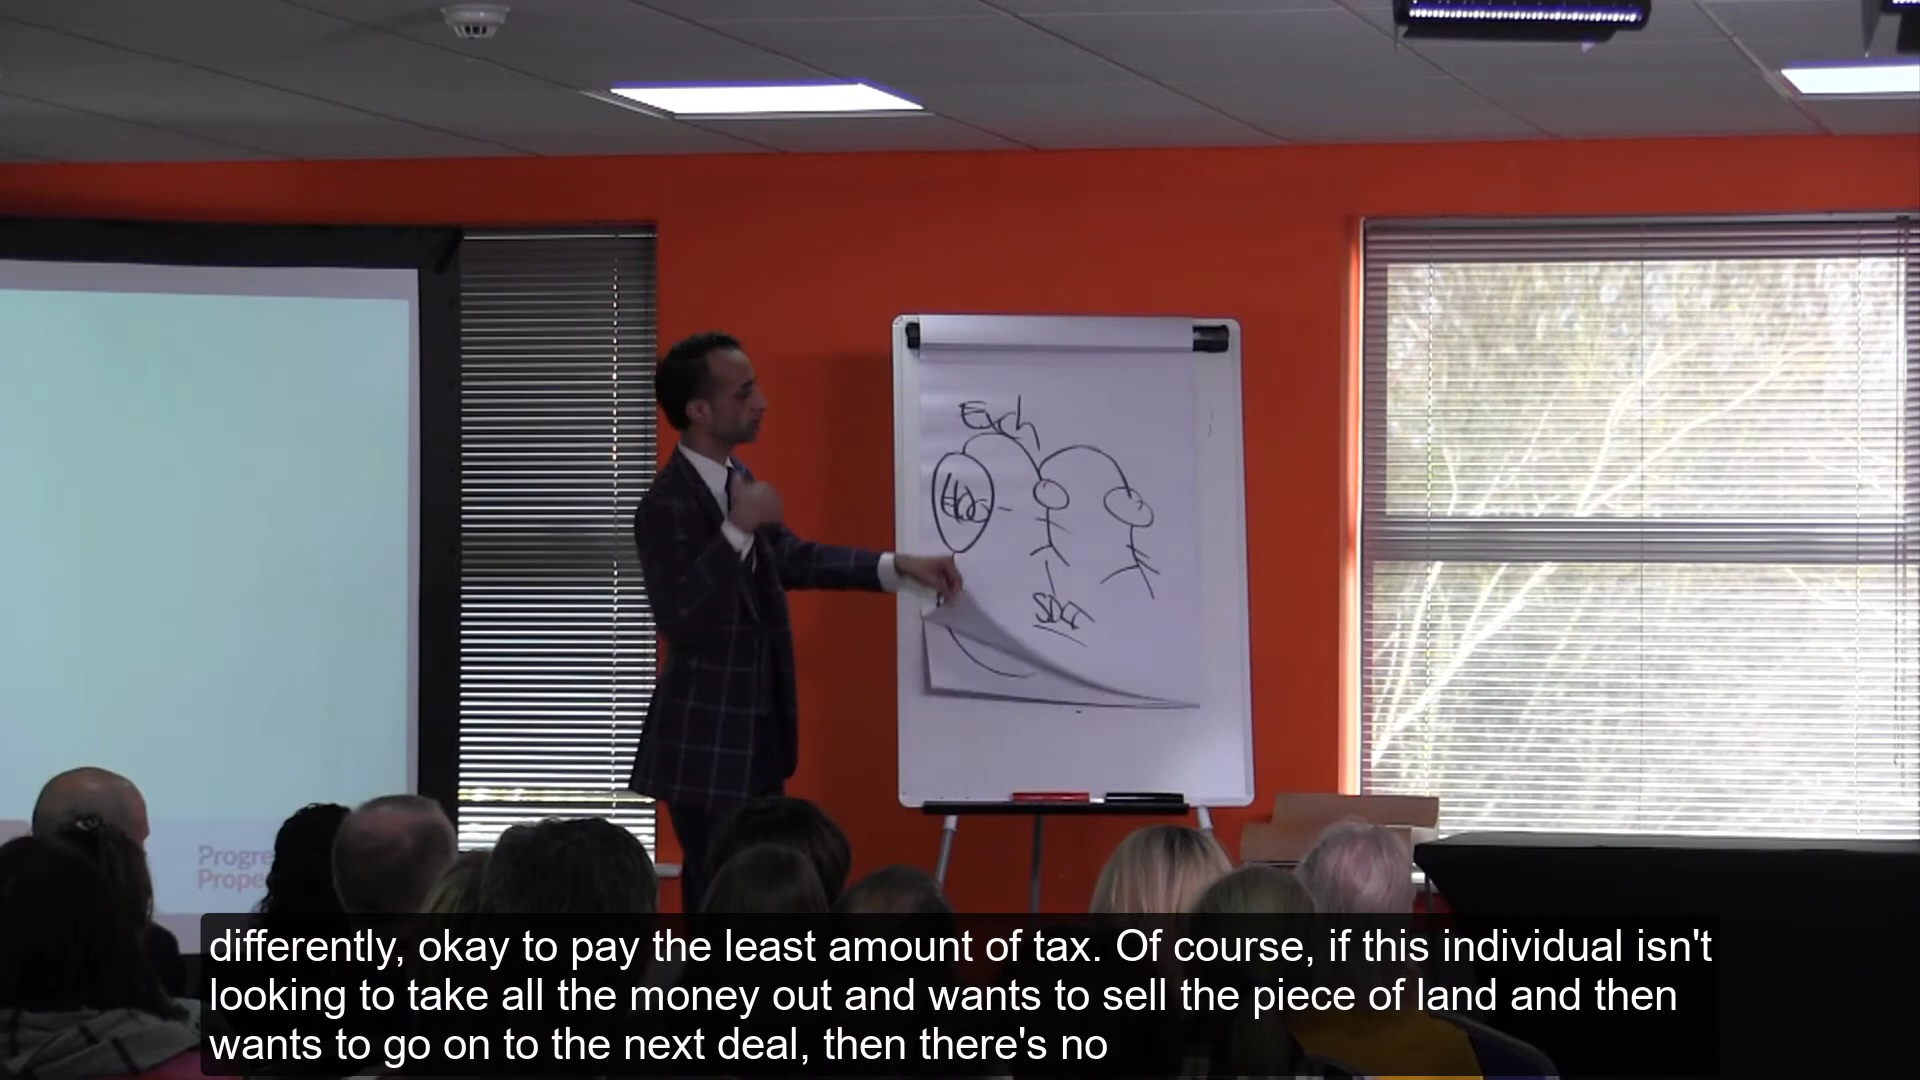 Exch
SDLT
Progre
Prope
differently, okay to pay the least amount of tax. Of course, if this individual isn't
looking to take all the money out and wants to sell the piece of land and then
wants to go on to the next deal, then there's no